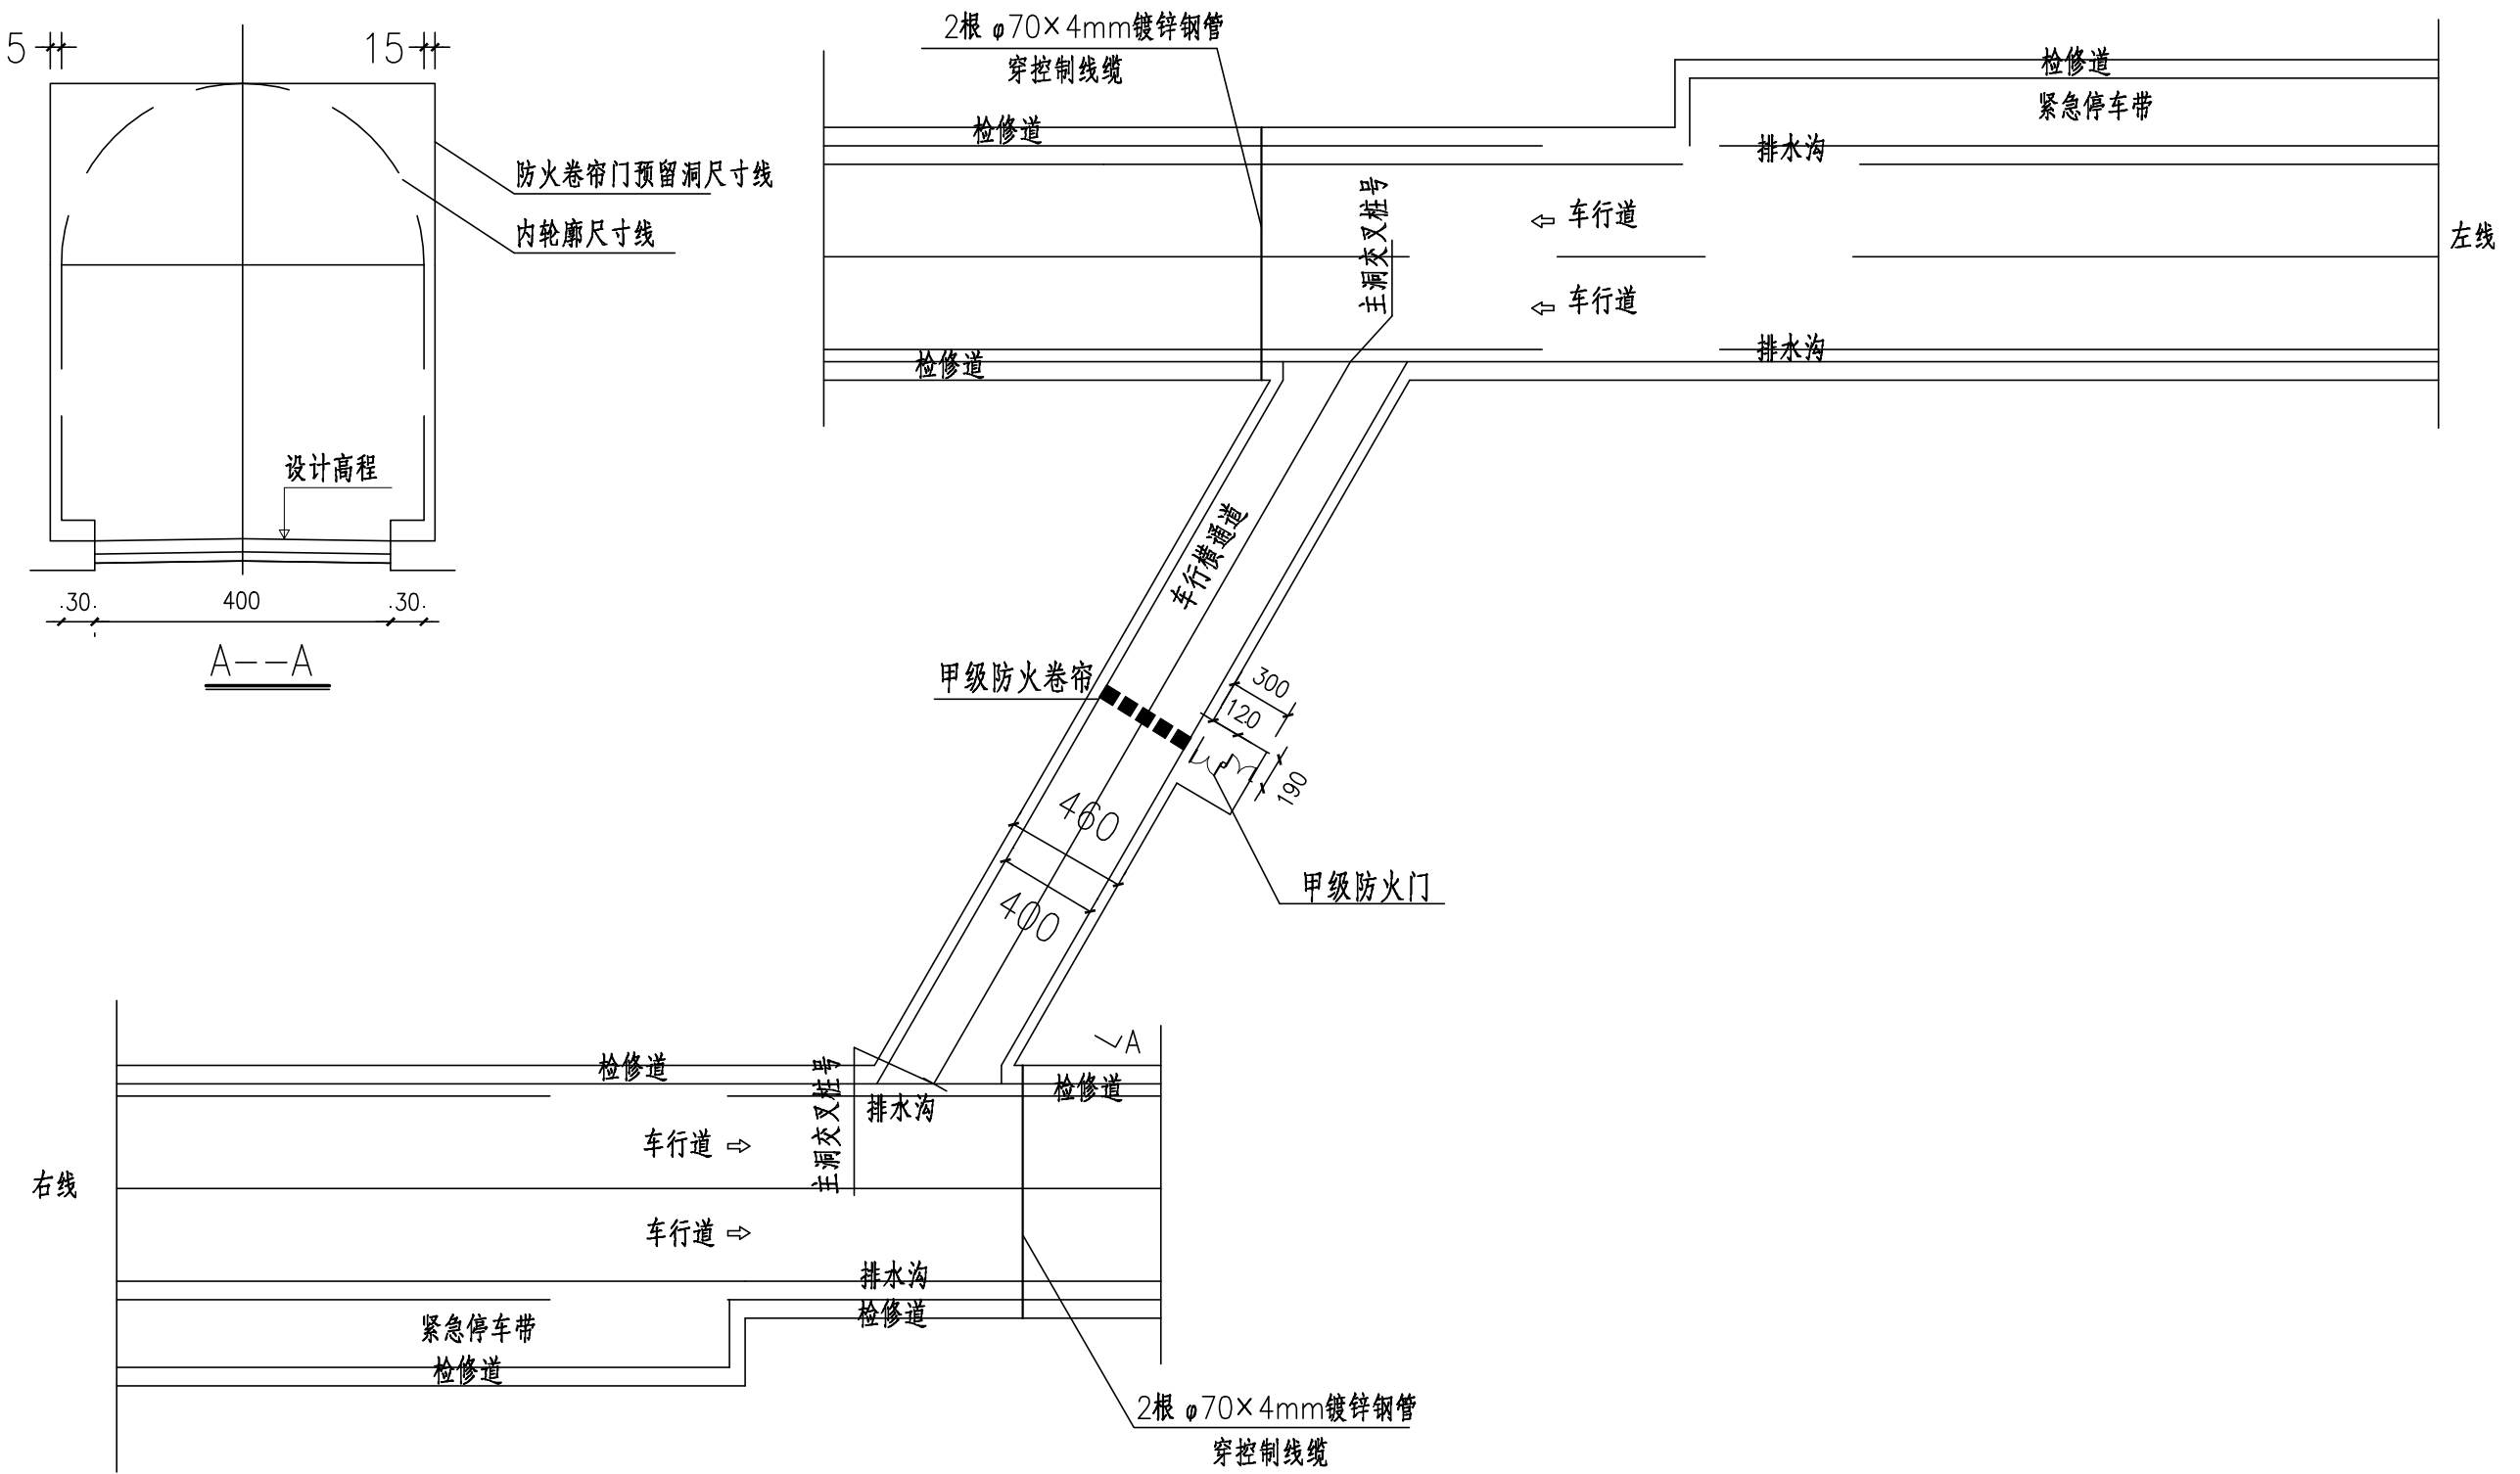 5
15
防火卷帘门预留洞尺寸线
内轮廓尺寸线
设计高程
30
400
30
A--A
2根 φ70×4mm镀锌钢管
穿控制线缆
检修道
紧急停车带
检修道
排水沟
主洞交叉桩号
车行道
左线
车行道
检修道
排水沟
车行横通道
甲级防火卷帘
300
120
190
460
400
甲级防火门
A
检修道
检修道
主洞交叉桩号
排水沟
车行道
右线
车行道
排水沟
检修道
紧急停车带
检修道
2根 φ70×4mm镀锌钢管
穿控制线缆